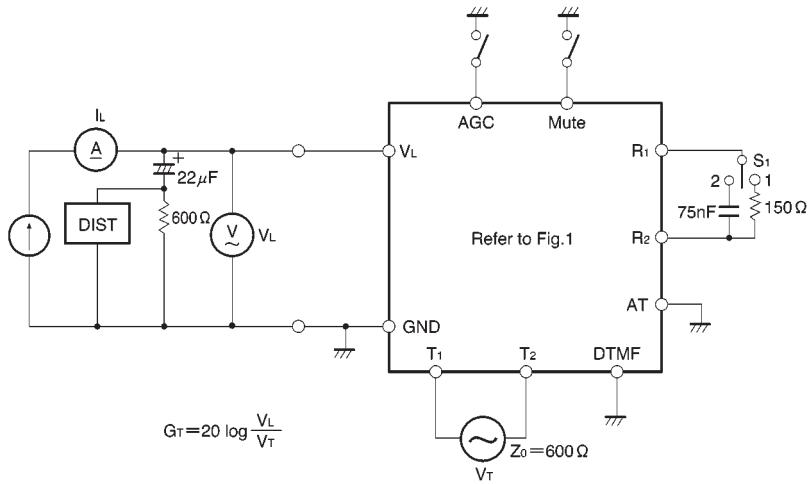 AGC
Mute
IL
A
VL
R1
S1
+
22μF
2
1
DIST
600Ω
V
VL
75nF
150Ω
Refer to Fig.1
R2
AT
GND
T1
T2
DTMF
GT=20 log VL/VT
Z0=600Ω
VT